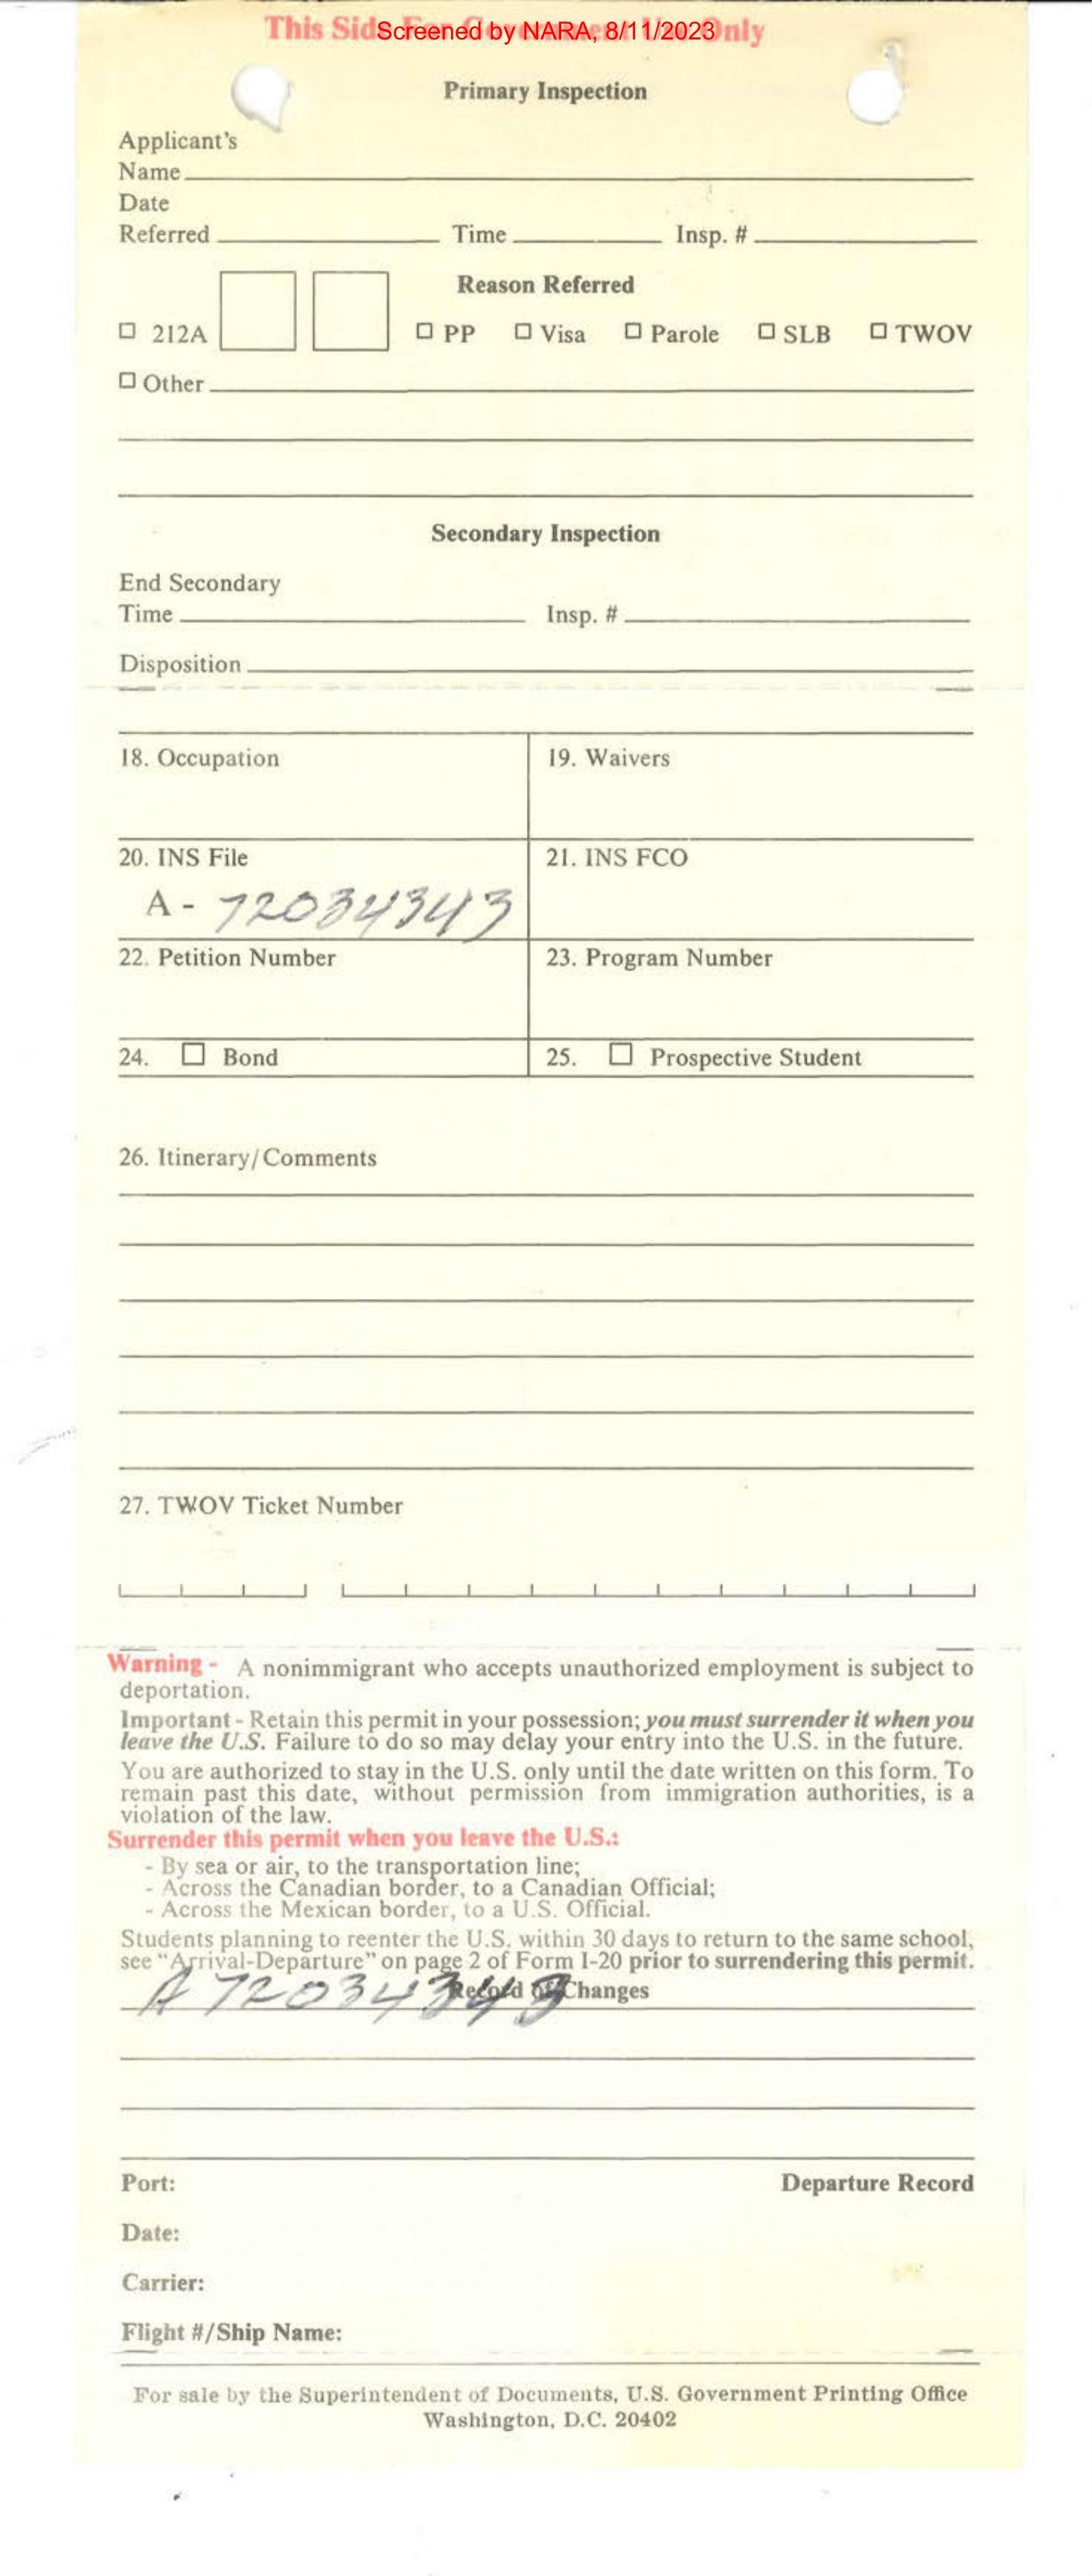 This Side For Government Use Only
Screened by NARA, 8/11/2023
Primary Inspection
Applicant's
Name
Date
Referred Time Insp. #
Reason Referred
212A PP Visa Parole SLB TWOV
Other
Secondary Inspection
End Secondary
Time Insp. #
Disposition
18. Occupation 19. Waivers
20. INS File 21. INS FCO
A - 72034343
22. Petition Number 23. Program Number
24. Bond 25. Prospective Student
26. Itinerary/Comments
27. TWOV Ticket Number
Warning - A nonimmigrant who accepts unauthorized employment is subject to
deportation.
Important - Retain this permit in your possession; you must surrender it when you
leave the U.S. Failure to do so may delay your entry into the U.S. in the future.
You are authorized to stay in the U.S. only until the date written on this form. To
remain past this date, without permission from immigration authorities, is a
violation of the law.
Surrender this permit when you leave the U.S.:
- By sea or air, to the transportation line;
- Across the Canadian border, to a Canadian Official;
- Across the Mexican border, to a U.S. Official.
Students planning to reenter the U.S. within 30 days to return to the same school,
see "Arrival-Departure" on page 2 of Form I-20 prior to surrendering this permit.
Record of Changes
A 72034343
Port: Departure Record
Date:
Carrier:
Flight #/Ship Name:
For sale by the Superintendent of Documents, U.S. Government Printing Office
Washington, D.C. 20402